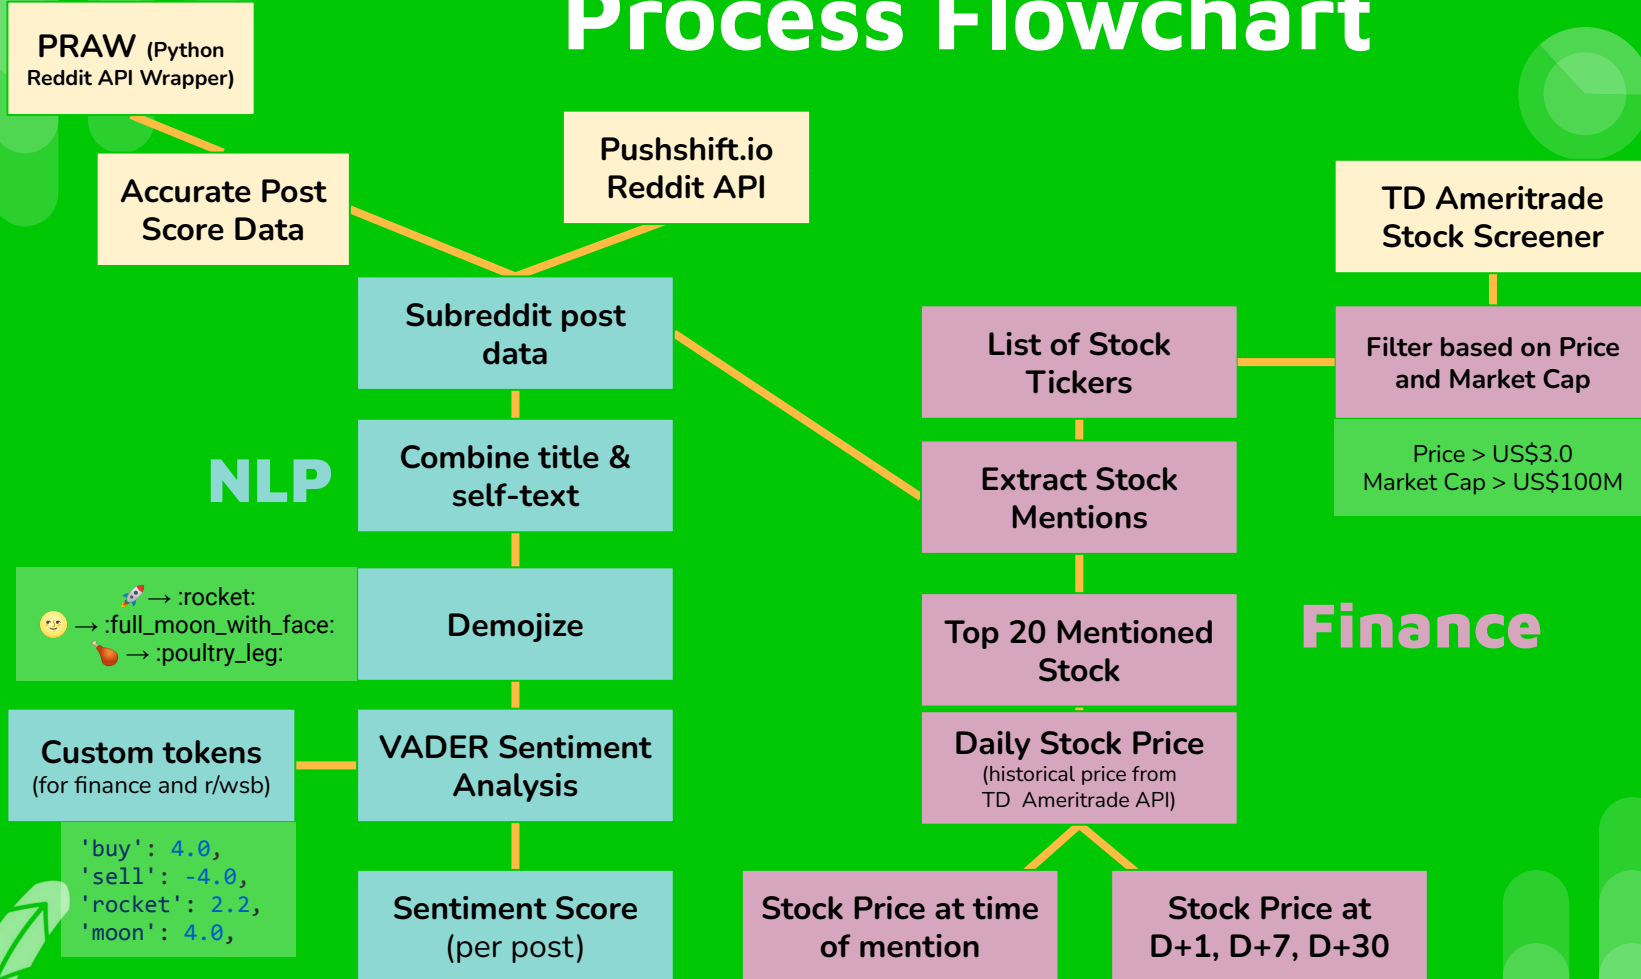 Process Flowchart
PRAW (Python
Reddit API Wrapper)
Accurate Post
Score Data
Pushshift.io
Reddit API
TD Ameritrade
Stock Screener
Subreddit post
data
List of Stock
Tickers
Filter based on Price
and Market Cap
Price > US$3.0
Market Cap > US$100M
NLP
Combine title &
self-text
Extract Stock
Mentions
🚀→ :rocket:
🌝 → :full_moon_with_face:
🍗 → :poultry_leg:
Demojize
Top 20 Mentioned
Stock
Finance
Custom tokens
(for finance and r/wsb)
VADER Sentiment
Analysis
Daily Stock Price
(historical price from
TD Ameritrade API)
'buy': 4.0,
'sell': -4.0,
'rocket': 2.2,
'moon': 4.0,
Sentiment Score
(per post)
Stock Price at time
of mention
Stock Price at
D+1, D+7, D+30